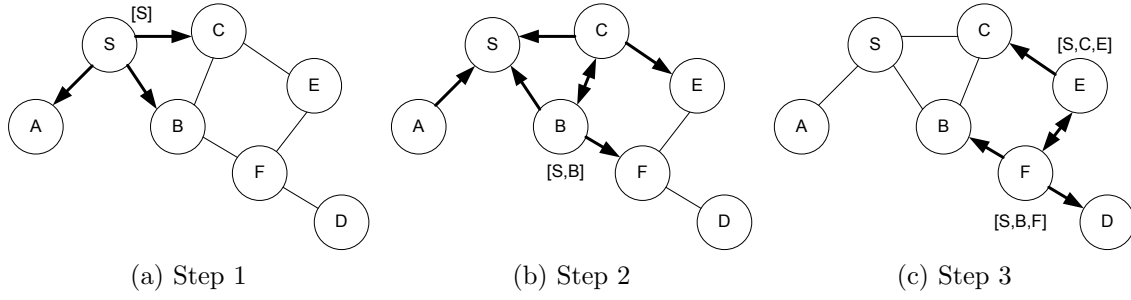 [S]
S
C
E
A
B
F
D
(a) Step 1
S
C
E
A
B
[S,B]
F
D
(b) Step 2
S
C
[S,C,E]
E
A
B
F
[S,B,F]
D
(c) Step 3